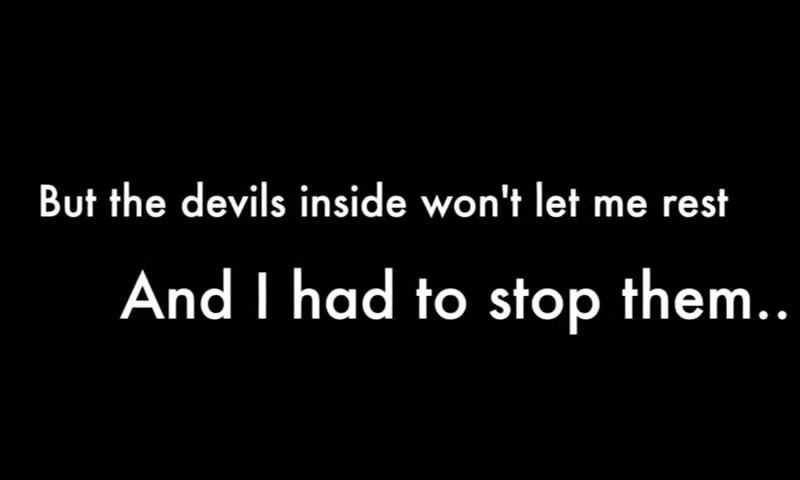 But the devils inside won't let me rest
And I had to stop them..